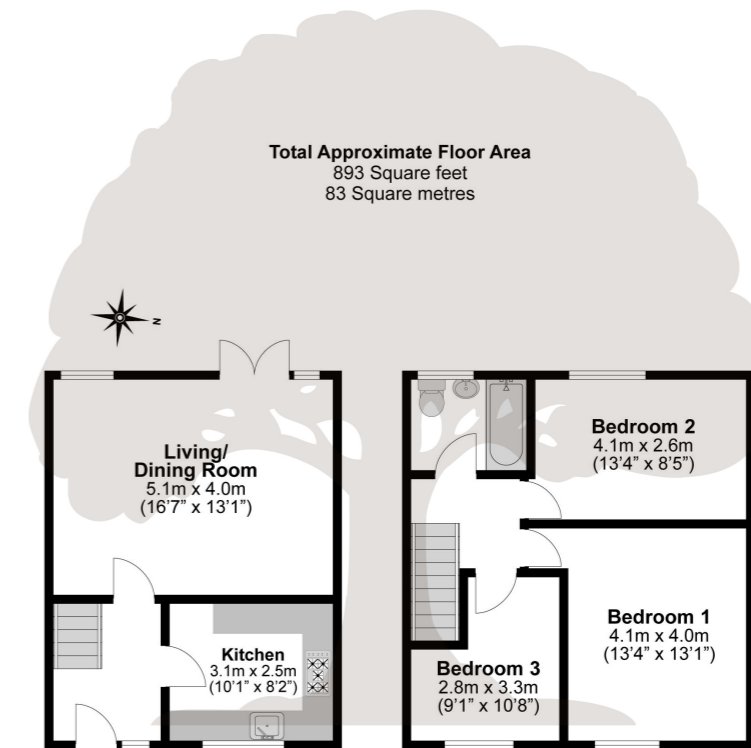 Total Approximate Floor Area
893 Square feet
83 Square metres
N
Living/
Dining Room
5.1m x 4.0m
(16’7” x 13’1”)
Kitchen
3.1m x 2.5m
(10’1” x 8’2”)
Bedroom 2
4.1m x 2.6m
(13’4” x 8’5”)
Bedroom 1
4.1m x 4.0m
(13’4” x 13’1”)
Bedroom 3
2.8m x 3.3m
(9’1” x 10’8”)